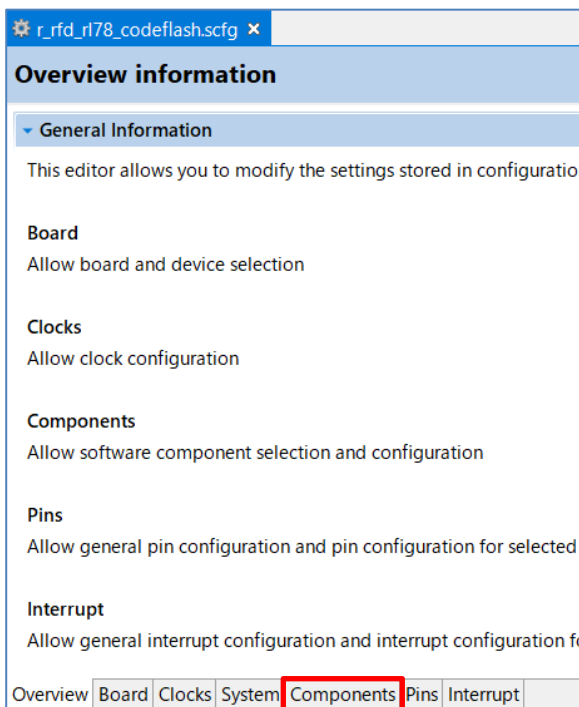 r_rfd_rl78_codeflash.scfg ×
Overview information
General Information
This editor allows you to modify the settings stored in configuratio
Board
Allow board and device selection
Clocks
Allow clock configuration
Components
Allow software component selection and configuration
Pins
Allow general pin configuration and pin configuration for selected
Interrupt
Allow general interrupt configuration and interrupt configuration fo
Overview Board Clocks System Components Pins Interrupt